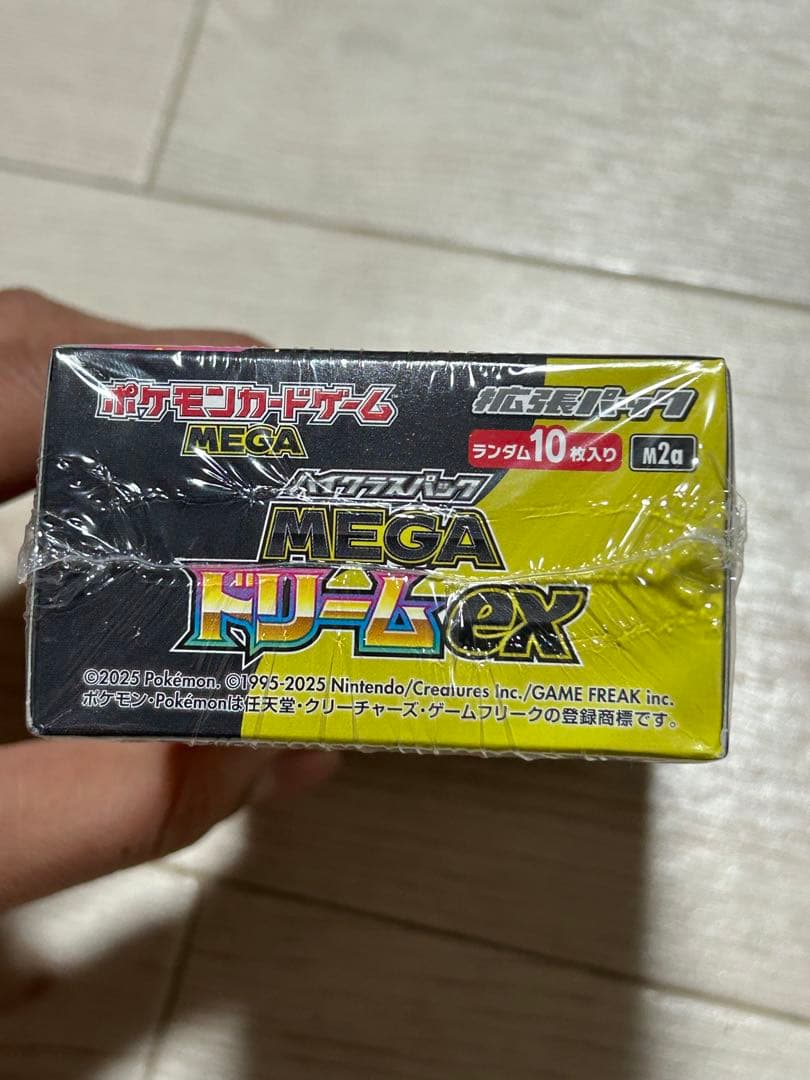 ポケモンカードゲーム
MEGA
拡張パック
ランダム10枚入り M2a
ハイクラスパック
MEGA
ドリームex
©2025 Pokémon. ©1995-2025 Nintendo/Creatures Inc./GAME FREAK inc.
ポケモン・Pokémonは任天堂・クリーチャーズ・ゲームフリークの登録商標です。